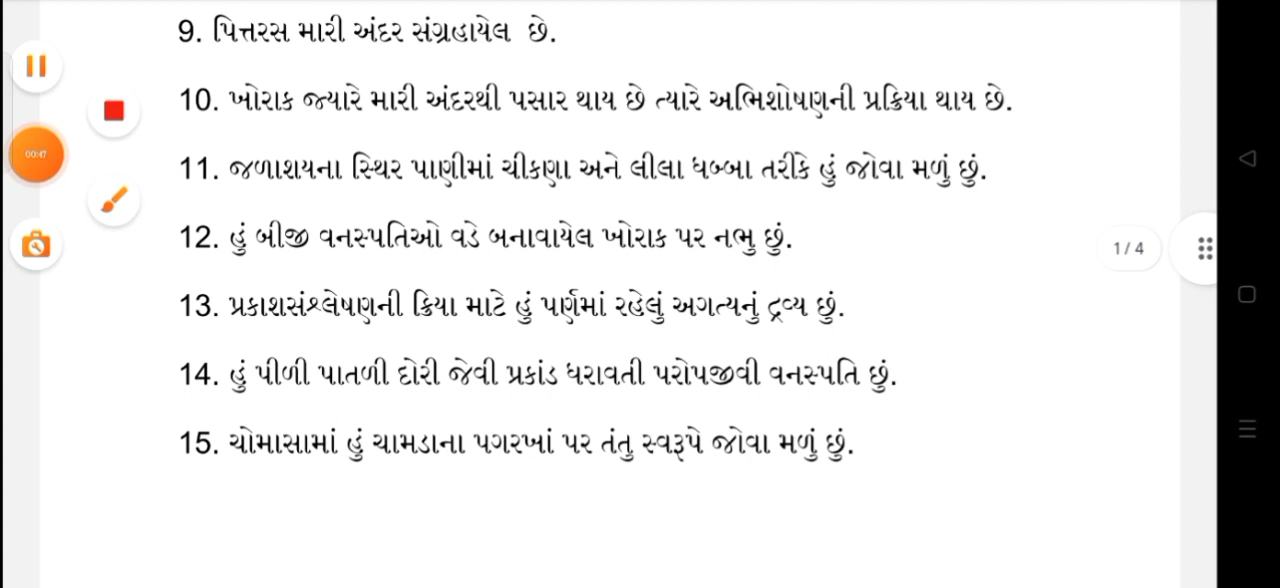 9. પિત્તરસ મારી અંદર સંગ્રહાયેલ છે.
10. ખોરાક જ્યારે મારી અંદરથી પસાર થાય છે ત્યારે અભિશોષણની પ્રક્રિયા થાય છે.
00:47
11. જળાશયના સ્થિર પાણીમાં ચીકણા અને લીલા ધબ્બા તરીકે હું જોવા મળું છું.
12. હું બીજી વનસ્પતિઓ વડે બનાવાયેલ ખોરાક પર નભુ છું.
1 / 4
13. પ્રકાશસંશ્લેષણની ક્રિયા માટે હું પર્ણમાં રહેલું અગત્યનું દ્રવ્ય છું.
14. હું પીળી પાતળી દોરી જેવી પ્રકાંડ ધરાવતી પરોપજીવી વનસ્પતિ છું.
15. ચોમાસામાં હું ચામડાના પગરખાં પર તંતુ સ્વરૂપે જોવા મળું છું.